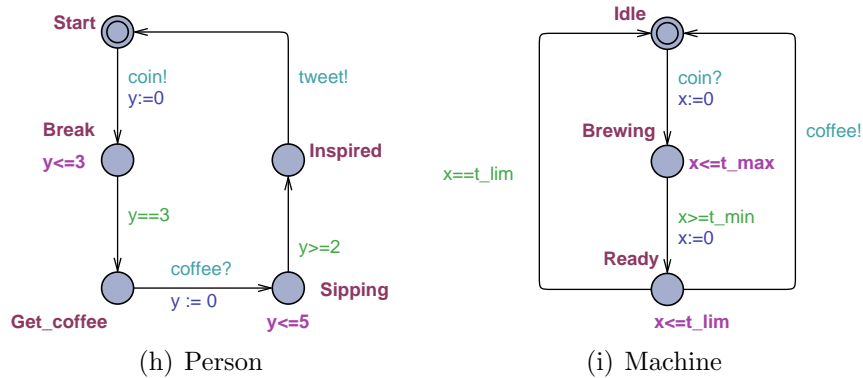 Start
coin!
y:=0
tweet!
Break
y<=3
Inspired
y==3
y>=2
coffee?
y := 0
Sipping
Get_coffee
y<=5
(h) Person
Idle
coin?
x:=0
Brewing
coffee!
x<=t_max
x==t_lim
x>=t_min
x:=0
Ready
x<=t_lim
(i) Machine